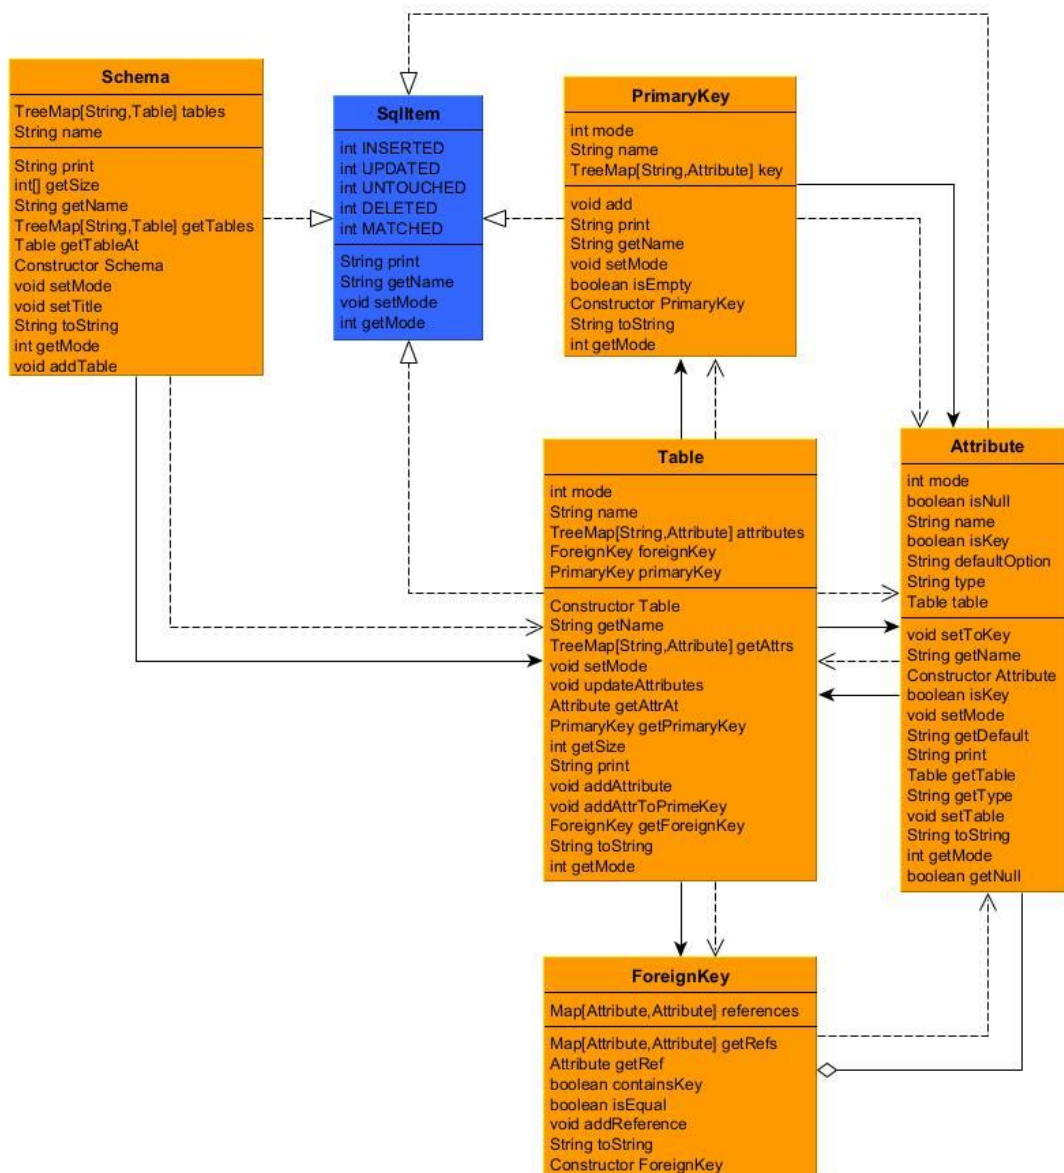 Schema
TreeMap[String,Table] tables
String name
String print
int[] getSize
String getName
TreeMap[String,Table] getTables
Table getTableAt
Constructor Schema
void setMode
void setTitle
String toString
int getMode
void addTable
SqlItem
int INSERTED
int UPDATED
int UNTOUCHED
int DELETED
int MATCHED
String print
String getName
void setMode
int getMode
PrimaryKey
int mode
String name
TreeMap[String,Attribute] key
void add
String print
String getName
void setMode
boolean isEmpty
Constructor PrimaryKey
String toString
int getMode
Table
int mode
String name
TreeMap[String,Attribute] attributes
ForeignKey foreignKey
PrimaryKey primaryKey
Constructor Table
String getName
TreeMap[String,Attribute] getAttrs
void setMode
void updateAttributes
Attribute getAttrAt
PrimaryKey getPrimaryKey
int getSize
String print
void addAttribute
void addAttrToPrimeKey
ForeignKey getForeignKey
String toString
int getMode
Attribute
int mode
boolean isNull
String name
boolean isKey
String defaultOption
String type
Table table
void setToKey
String getName
Constructor Attribute
boolean isKey
void setMode
String getDefault
String print
Table getTable
String getType
void setTable
String toString
int getMode
boolean getNull
ForeignKey
Map[Attribute,Attribute] references
Map[Attribute,Attribute] getRefs
Attribute getRef
boolean containsKey
boolean isEqual
void addReference
String toString
Constructor ForeignKey